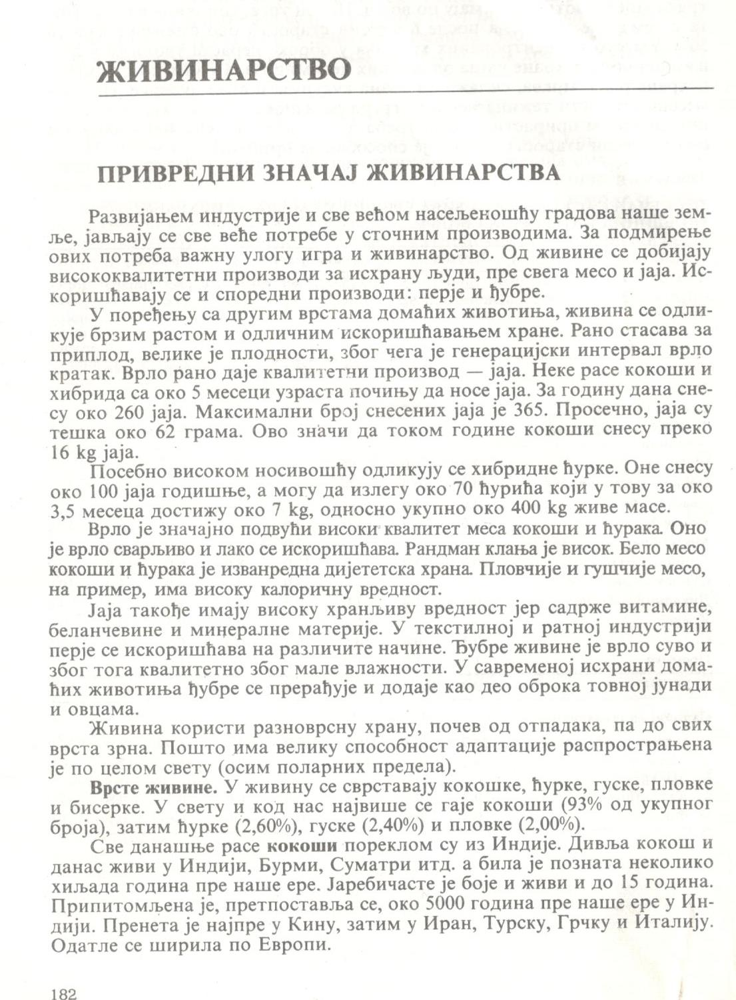 ЖИВИНАРСТВО
ПРИВРЕДНИ ЗНАЧАЈ ЖИВИНАРСТВА
Развијањем индустрије и све већом насељеношћу градова наше зем-
ље, јављају се све веће потребе у сточним производима. За подмирење
ових потреба важну улогу игра и живинарство. Од живине се добијају
висококвалитетни производи за исхрану људи, пре свега месо и јаја. Ис-
коришћавају се и споредни производи: перје и ђубре.
У поређењу са другим врстама домаћих животиња, живина се одли-
кује брзим растом и одличним искоришћавањем хране. Рано стасава за
приплод, велике је плодности, због чега је генерацијски интервал врло
кратак. Врло рано даје квалитетни производ — јаја. Неке расе кокоши и
хибрида са око 5 месеци узраста почињу да носе јаја. За годину дана сне-
су око 260 јаја. Максимални број снесених јаја је 365. Просечно, јаја су
тешка око 62 грама. Ово значи да током године кокоши снесу преко
16 kg јаја.
Посебно високом носивошћу одликују се хибридне ћурке. Оне снесу
око 100 јаја годишње, а могу да излегу око 70 ћурића који у тову за око
3,5 месеца достижу око 7 kg, односно укупно око 400 kg живе масе.
Врло је значајно подвући високи квалитет меса кокоши и ћурака. Оно
је врло сварљиво и лако се искоришћава. Рандман клања је висок. Бело месо
кокоши и ћурака је изванредна дијететска храна. Пловчије и гушчије месо,
на пример, има високу калоричну вредност.
Јаја такође имају високу хранљиву вредност јер садрже витамине,
беланчевине и минералне материје. У текстилној и ратној индустрији
перје се искоришћава на различите начине. Ђубре живине је врло суво и
због тога квалитетно због мале влажности. У савременој исхрани дома-
ћих животиња ђубре се прерађује и додаје као део оброка товној јунади
и овцама.
Живина користи разноврсну храну, почев од отпадака, па до свих
врста зрна. Пошто има велику способност адаптације распрострањена
је по целом свету (осим поларних предела).
Врсте живине. У живину се сврставају кокошке, ћурке, гуске, пловке
и бисерке. У свету и код нас највише се гаје кокоши (93% од укупног
броја), затим ћурке (2,60%), гуске (2,40%) и пловке (2,00%).
Све данашње расе кокоши пореклом су из Индије. Дивља кокош и
данас живи у Индији, Бурми, Суматри итд. а била је позната неколико
хиљада година пре наше ере. Јаребичасте је боје и живи и до 15 година.
Припитомљена је, претпоставља се, око 5000 година пре наше ере у Ин-
дији. Пренета је најпре у Кину, затим у Иран, Турску, Грчку и Италију.
Одатле се ширила по Европи.
182